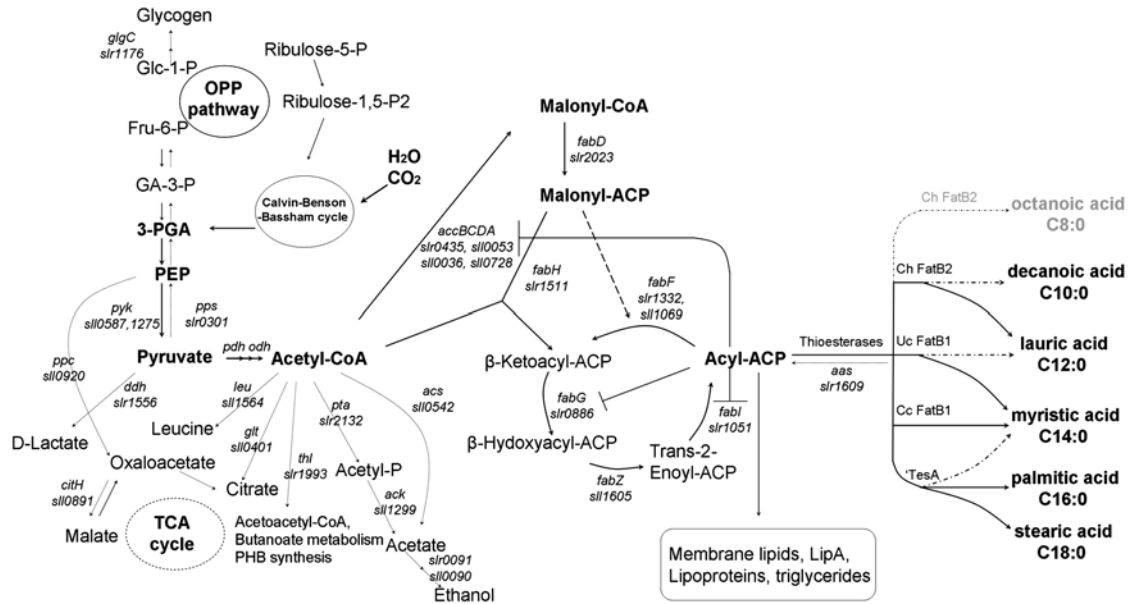 Glycogen
glgC
slr1176
Glc-1-P
OPP
pathway
Fru-6-P
GA-3-P
3-PGA
PEP
Ribulose-5-P
Ribulose-1,5-P2
H2O
CO2
Calvin-Benson
-Bassham cycle
pyk
sll0587,1275
pps
slr0301
ppc
sll0920
Pyruvate
pdh odh
Acetyl-CoA
ddh
slr1556
D-Lactate
leu
sll1564
Leucine
glt
sll0401
Oxaloacetate
Citrate
citH
sll0891
Malate
TCA
cycle
thl
slr1993
Acetoacetyl-CoA,
Butanoate metabolism
PHB synthesis
pta
slr2132
Acetyl-P
ack
sll1299
acs
sll0542
Acetate
slr0091
sll0090
Ethanol
Malonyl-CoA
fabD
slr2023
Malonyl-ACP
accBCDA
slr0435, sll0053
sll0036, sll0728
fabH
slr1511
fabF
slr1332,
sll1069
β-Ketoacyl-ACP
fabG
slr0886
β-Hydoxyacyl-ACP
fabZ
sll1605
Trans-2-
Enoyl-ACP
fabI
slr1051
Acyl-ACP
Membrane lipids, LipA,
Lipoproteins, triglycerides
Thioesterases
aas
slr1609
Ch FatB2
octanoic acid
C8:0
Ch FatB2
decanoic acid
C10:0
Uc FatB1
lauric acid
C12:0
Cc FatB1
myristic acid
C14:0
'TesA
palmitic acid
C16:0
stearic acid
C18:0